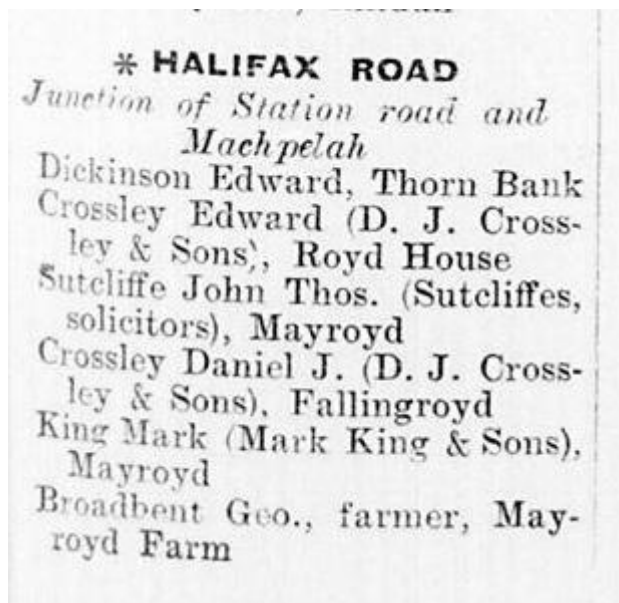 * HALIFAX ROAD
Junction of Station road and
Machpelah
Dickinson Edward, Thorn Bank
Crossley Edward (D. J. Cross-
ley & Sons), Royd House
Sutcliffe John Thos. (Sutcliffes,
solicitors), Mayroyd
Crossley Daniel J. (D. J. Cross-
ley & Sons), Fallingroyd
King Mark (Mark King & Sons),
Mayroyd
Broadbent Geo., farmer, May-
royd Farm